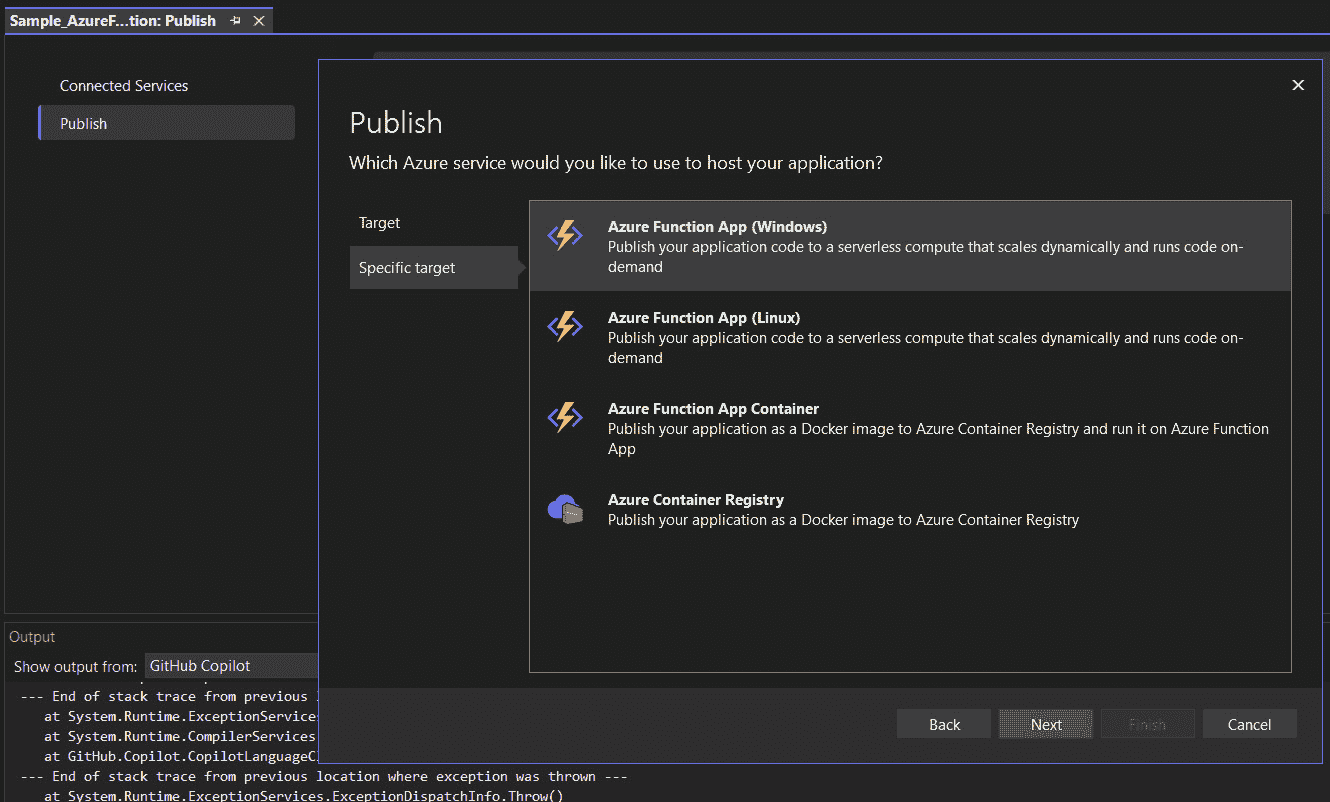 Sample_AzureF...tion: Publish
Connected Services
Publish
Publish
Which Azure service would you like to use to host your application?
Target
Specific target
Azure Function App (Windows)
Publish your application code to a serverless compute that scales dynamically and runs code on-
demand
Azure Function App (Linux)
Publish your application code to a serverless compute that scales dynamically and runs code on-
demand
Azure Function App Container
Publish your application as a Docker image to Azure Container Registry and run it on Azure Function
App
Azure Container Registry
Publish your application as a Docker image to Azure Container Registry
Back
Next
Finish
Cancel
Output
Show output from: GitHub Copilot
--- End of stack trace from previous
at System.Runtime.ExceptionServices
at System.Runtime.CompilerServices
at GitHub.Copilot.CopilotLanguageC
--- End of stack trace from previous location where exception was thrown ---
at System.Runtime.ExceptionServices.ExceptionDispatchInfo.Throw()